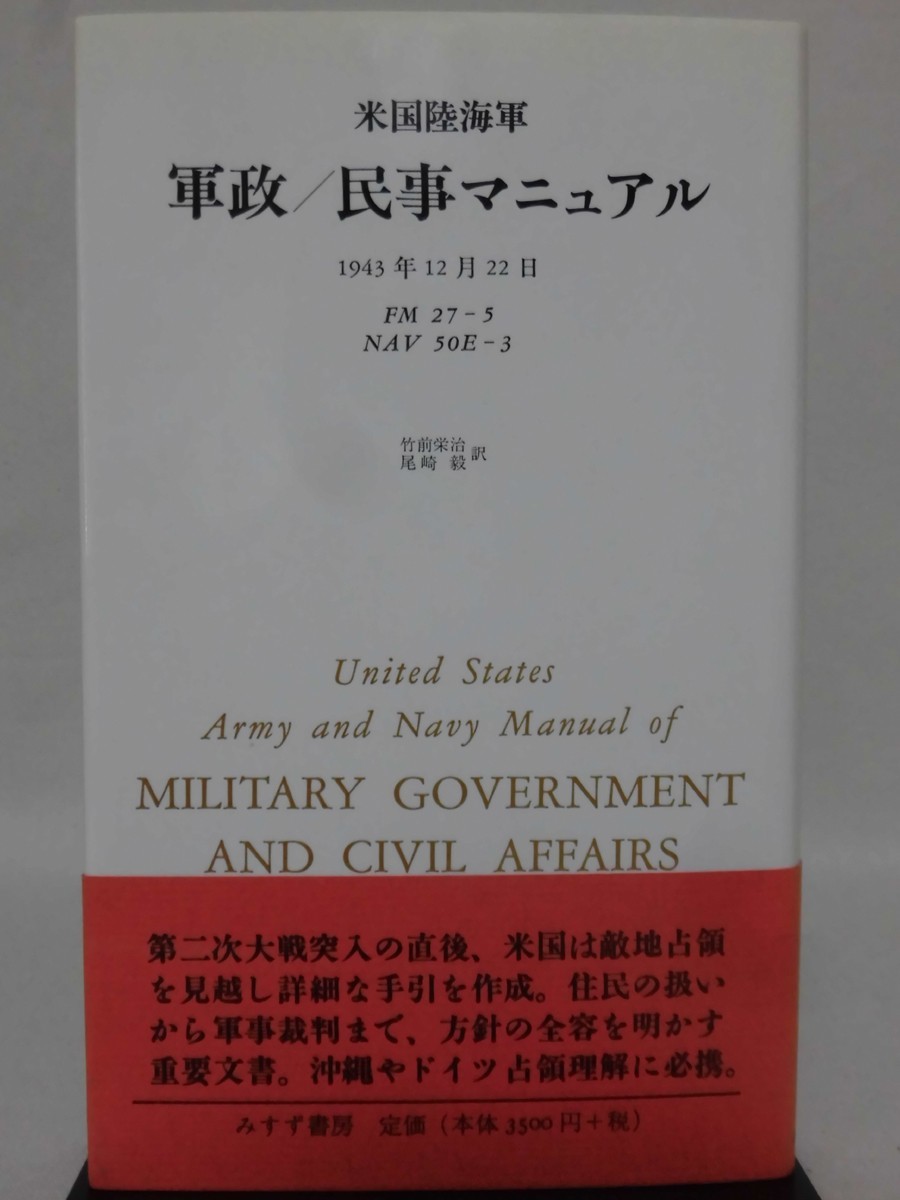 米国陸海軍
軍政／民事マニュアル
1943年12月22日
FM 27-5
NAV 50E-3
竹前栄治
尾崎 毅 訳
United States
Army and Navy Manual of
MILITARY GOVERNMENT
AND CIVIL AFFAIRS
第二次大戦突入の直後、米国は敵地占領
を見越し詳細な手引を作成。住民の扱い
から軍事裁判まで、方針の全容を明かす
重要文書。沖縄やドイツ占領理解に必携。
みすず書房 定価（本体3500円+税）